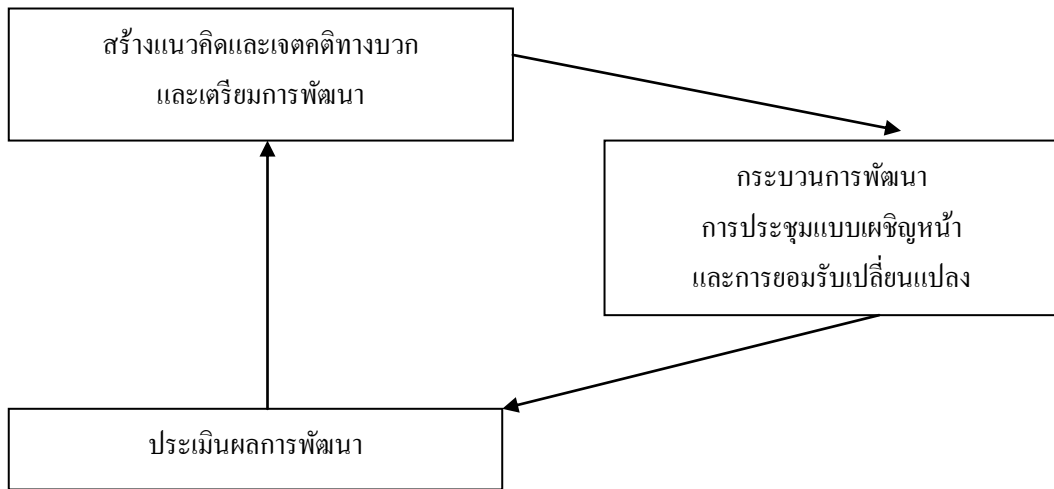 สร้างแนวคิดและเจตคติทางบวก
และเตรียมการพัฒนา
กระบวนการพัฒนา
การประชุมแบบเผชิญหน้า
และการยอมรับเปลี่ยนแปลง
ประเมินผลการพัฒนา